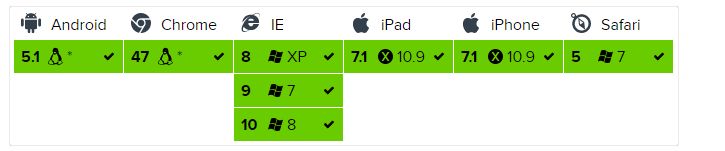 Android Chrome IE iPad iPhone Safari
5.1 * 47 * 8 XP 7.1 X 10.9 7.1 X 10.9 5 7
9 7
10 8